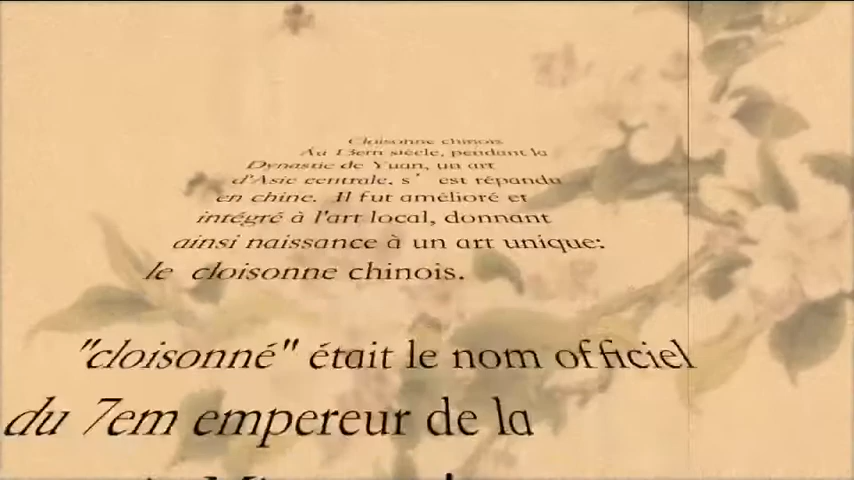 Cloisonne chinois
Au 13em siècle, pendant la
Dynastie de Yuan, un art
d'Asie centrale, s' est répandu
en chine. Il fut amélioré et
intégré à l'art local, donnant
ainsi naissance à un art unique:
le cloisonne chinois.
"cloisonné" était le nom officiel
du 7em empereur de la